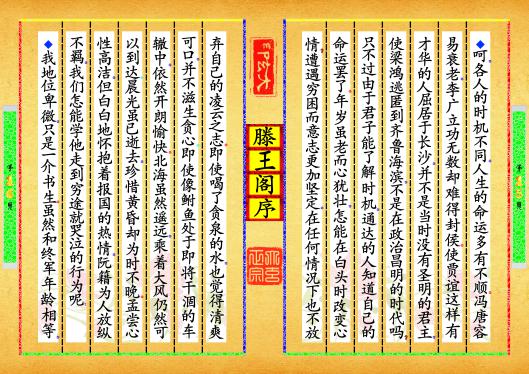 ◆呵各人的时机不同人生的命运多有不顺冯唐容
易衰老李广立功无数却难得封侯使贾谊这样有
才华的人屈居于长沙并不是当时没有圣明的君主
使梁鸿逃匿到齐鲁海滨不是在政治昌明的时代吗
只不过由于君子能了解时机通达的人知道自己的
命运罢了年岁虽老而心犹壮怎能在白头时改变心
情遭遇穷困而意志更加坚定在任何情况下也不放
滕王阁序
弃自己的凌云之志即使喝了贪泉的水也觉得清爽
可口并不滋生贪心即使像鲋鱼处于即将干涸的车
辙中依然开朗愉快北海虽然遥远乘着大风仍然可
以到达晨光虽已逝去珍惜黄昏却为时不晚孟尝心
性高洁但白白地怀抱着报国的热情阮籍为人放纵
不羁我们怎能学他走到穷途就哭泣的行为呢
◆我地位卑微只是一介书生虽然和终军年龄相等